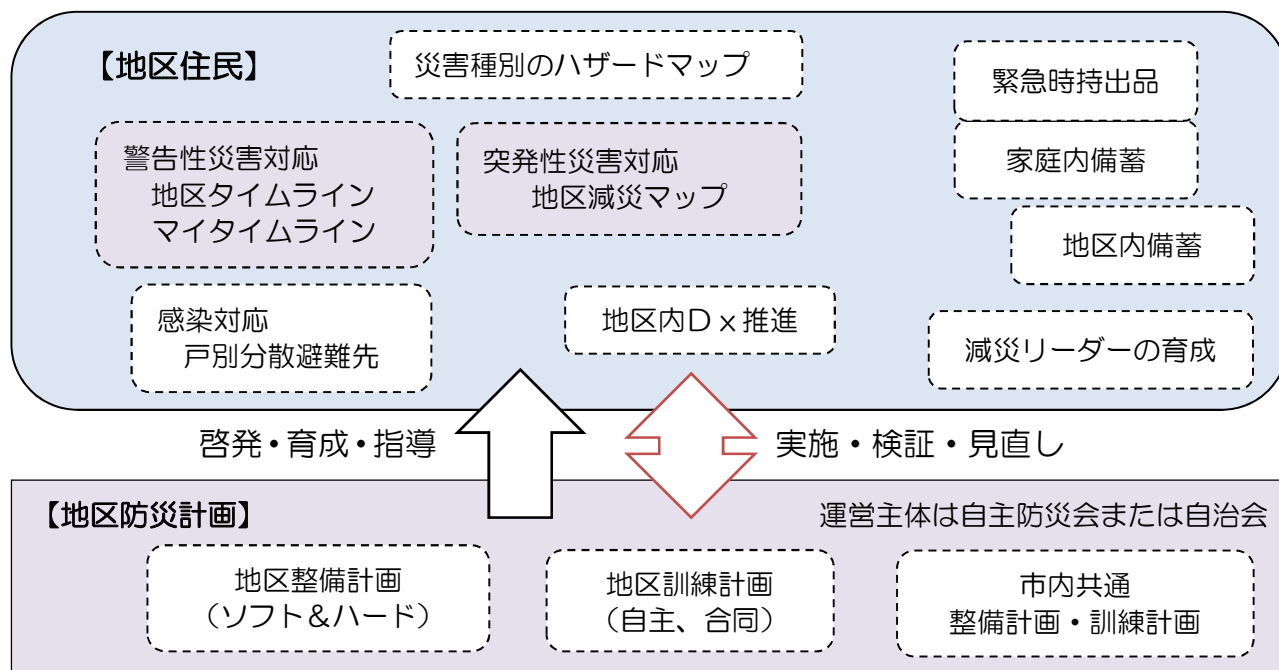 【地区住民】
災害種別のハザードマップ
緊急時持出品
家庭内備蓄
地区内備蓄
警告性災害対応
地区タイムライン
マイタイムライン
突発性災害対応
地区減災マップ
感染対応
戸別分散避難先
地区内Dｘ推進
減災リーダーの育成
啓発・育成・指導
実施・検証・見直し
【地区防災計画】
運営主体は自主防災会または自治会
地区整備計画
（ソフト＆ハード）
地区訓練計画
（自主、合同）
市内共通
整備計画・訓練計画